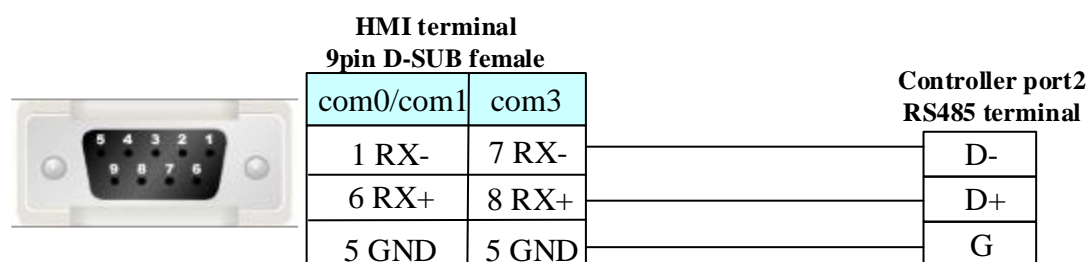 HMI terminal
9pin D-SUB female
Controller port2
RS485 terminal
com0/com1 com3
5 4 3 2 1
9 8 7 6
1 RX- 7 RX- D-
6 RX+ 8 RX+ D+
5 GND 5 GND G